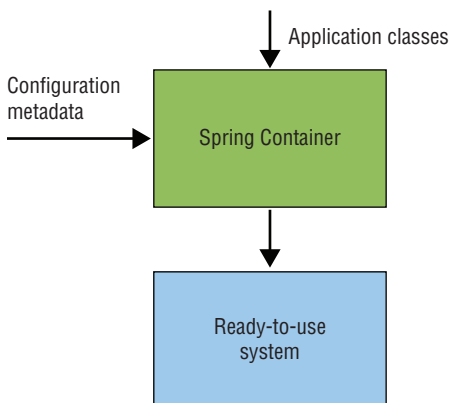 Application classes
Configuration
metadata
Spring Container
Ready-to-use
system